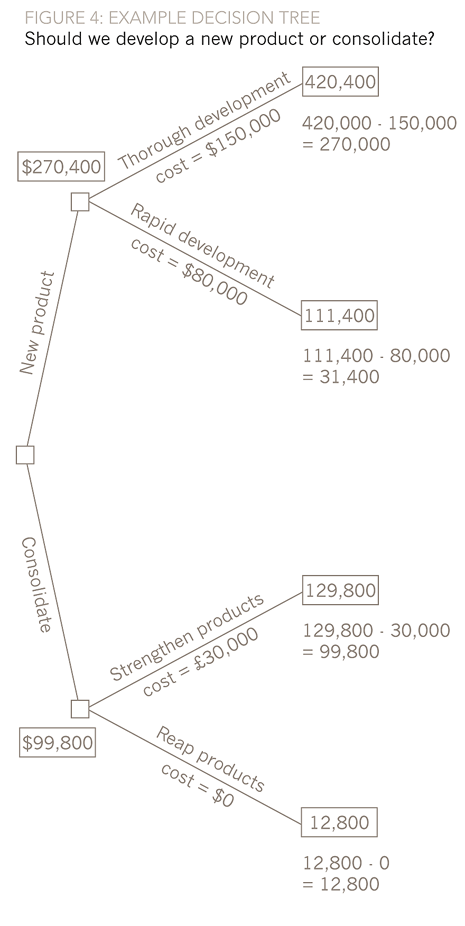 FIGURE 4: EXAMPLE DECISION TREE
Should we develop a new product or consolidate?
420,400
Thorough development
cost = $150,000
420,000 - 150,000
= 270,000
$270,400
Rapid development
cost = $80,000
111,400
111,400 - 80,000
= 31,400
New product
Consolidate
129,800
Strengthen products
cost = £30,000
129,800 - 30,000
= 99,800
$99,800
Reap products
cost = $0
12,800
12,800 - 0
= 12,800